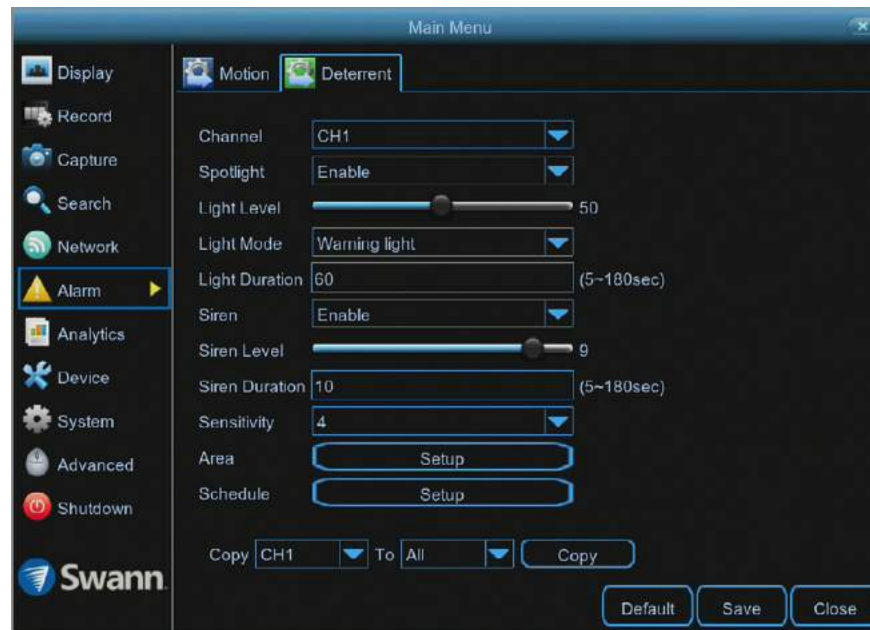 Main Menu
Display
Record
Capture
Search
Network
Alarm
Analytics
Device
System
Advanced
Shutdown
Swann
Motion Deterrent
Channel CH1
Spotlight Enable
Light Level 50
Light Mode Warning light
Light Duration 60 (5~180sec)
Siren Enable
Siren Level 9
Siren Duration 10 (5~180sec)
Sensitivity 4
Area Setup
Schedule Setup
Copy CH1 To All Copy
Default Save Close